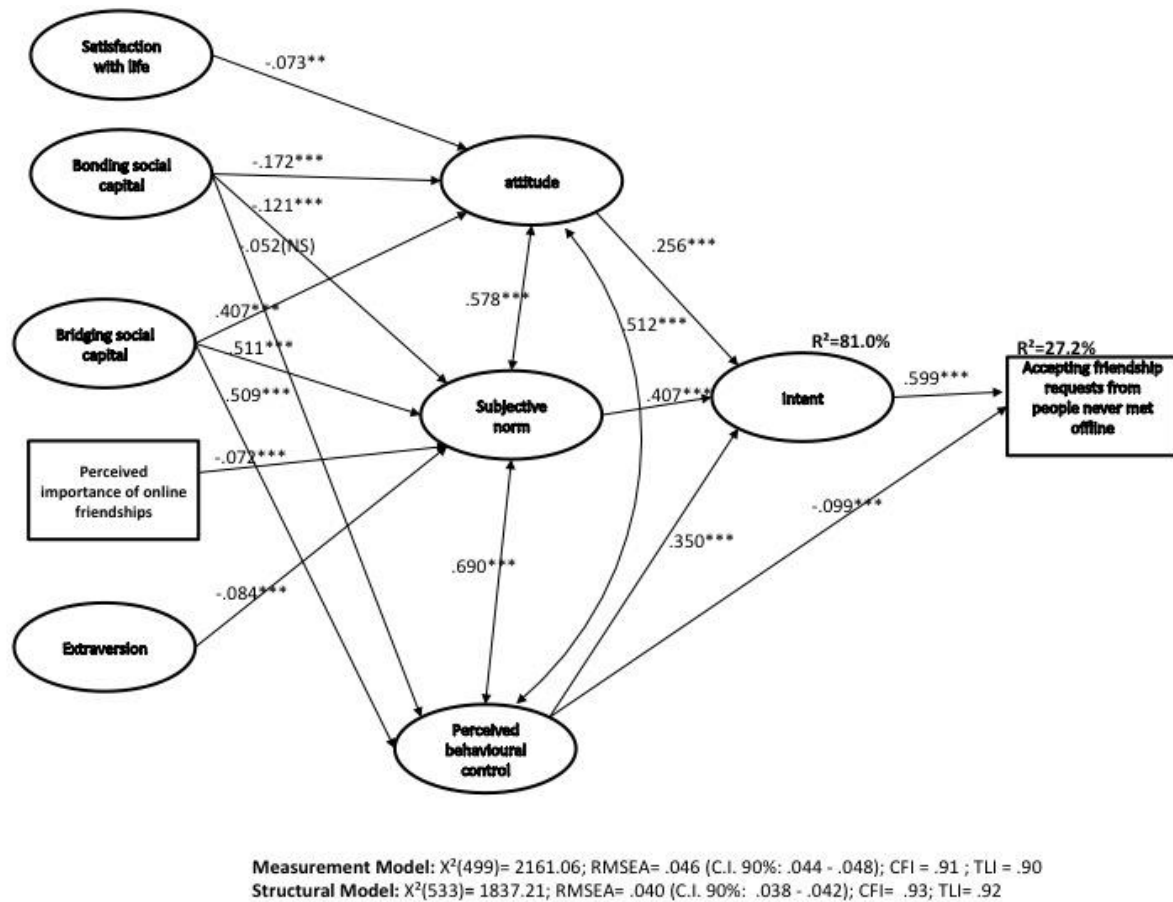 Satisfaction
with life
-.073**
Bonding social
capital
-.172***
-.121***
-.052(NS)
attitude
.256***
.578***
.512***
Bridging social
capital
.407***
.511***
.509***
R²=81.0%
Intent
.599***
R²=27.2%
Accepting friendship
requests from
people never met
offline
Subjective
norm
.407***
Perceived
importance of online
friendships
-.072***
-.099***
.350***
.690***
-.084***
Extraversion
Perceived
behavioural
control
Measurement Model: X²(499)= 2161.06; RMSEA= .046 (C.I. 90%: .044 - .048); CFI = .91 ; TLI = .90
Structural Model: X²(533)= 1837.21; RMSEA= .040 (C.I. 90%: .038 - .042); CFI= .93; TLI= .92